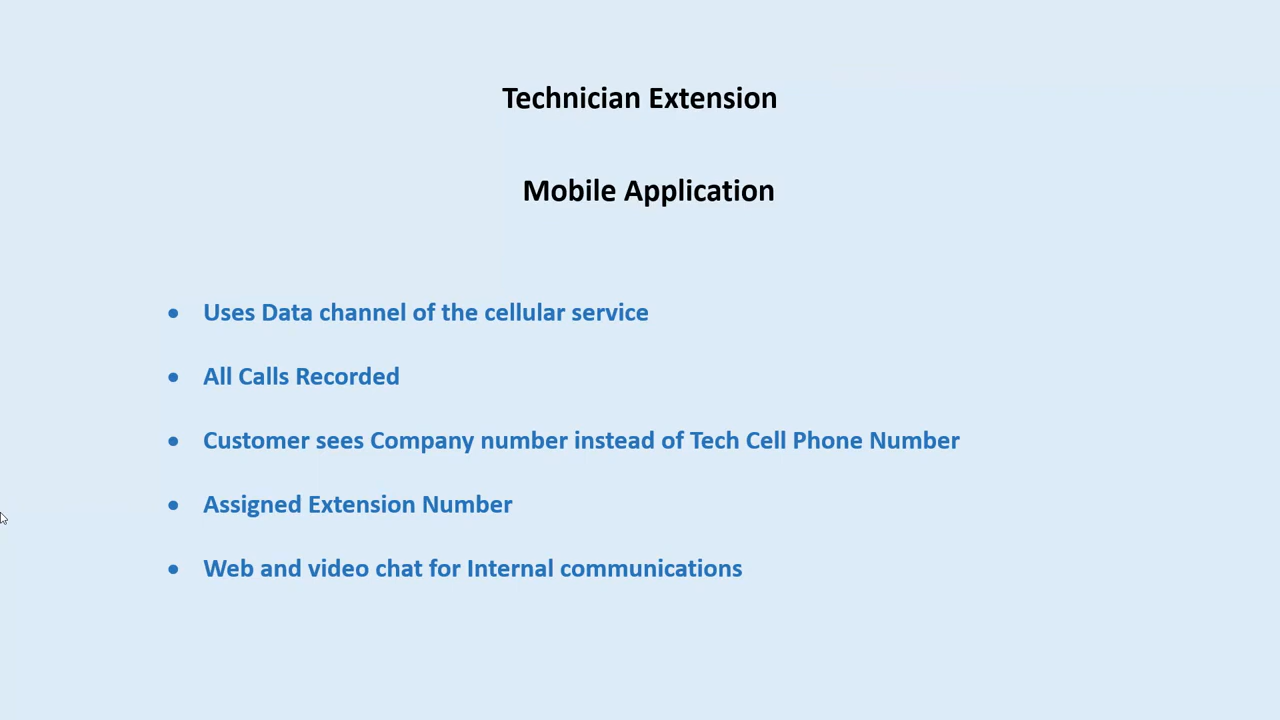 Technician Extension
Mobile Application
• Uses Data channel of the cellular service
• All Calls Recorded
• Customer sees Company number instead of Tech Cell Phone Number
• Assigned Extension Number
• Web and video chat for Internal communications